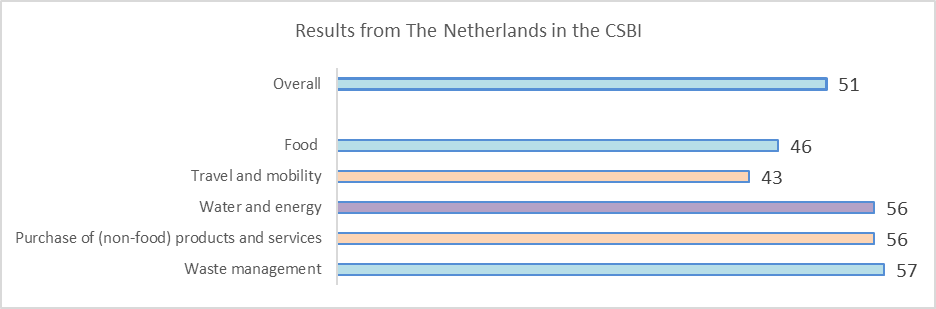 Results from The Netherlands in the CSBI
Overall 51
Food 46
Travel and mobility 43
Water and energy 56
Purchase of (non-food) products and services 56
Waste management 57